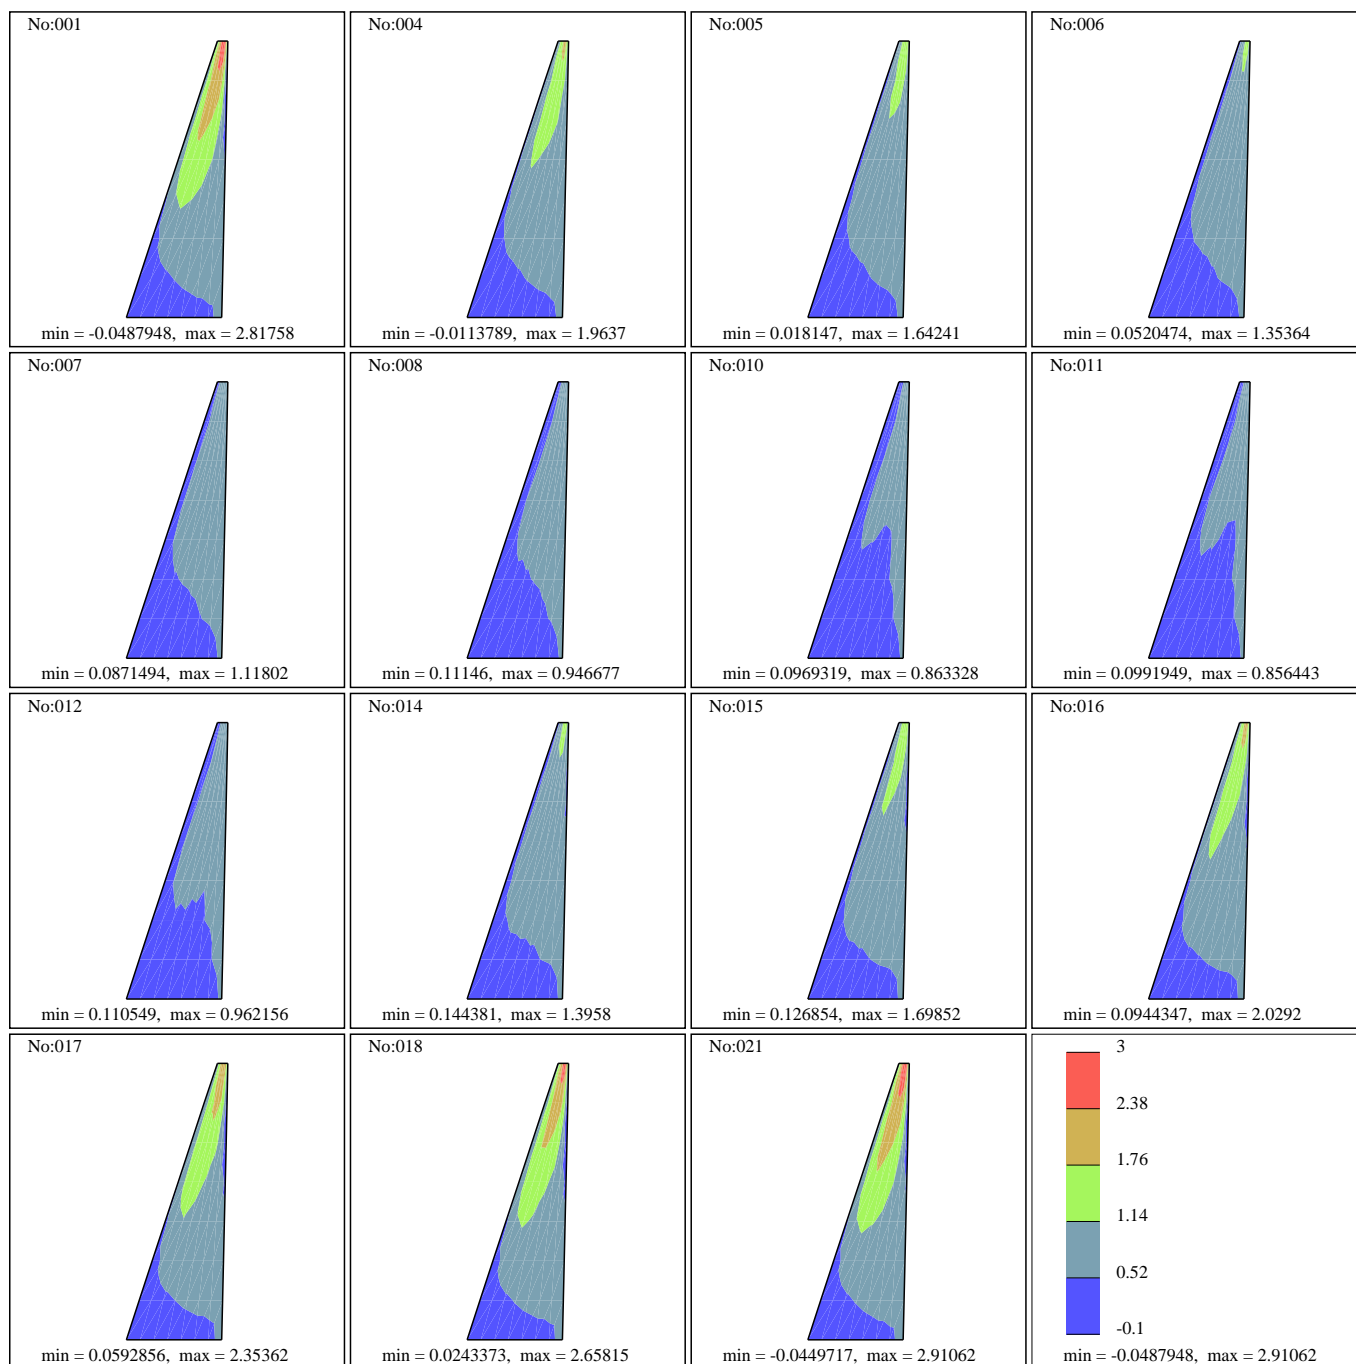 No:001
min = -0.0487948,  max = 2.81758
No:004
min = -0.0113789,  max = 1.9637
No:005
min = 0.018147,  max = 1.64241
No:006
min = 0.0520474,  max = 1.35364
No:007
min = 0.0871494,  max = 1.11802
No:008
min = 0.11146,  max = 0.946677
No:010
min = 0.0969319,  max = 0.863328
No:011
min = 0.0991949,  max = 0.856443
No:012
min = 0.110549,  max = 0.962156
No:014
min = 0.144381,  max = 1.3958
No:015
min = 0.126854,  max = 1.69852
No:016
min = 0.0944347,  max = 2.0292
No:017
min = 0.0592856,  max = 2.35362
No:018
min = 0.0243373,  max = 2.65815
No:021
min = -0.0449717,  max = 2.91062
3
2.38
1.76
1.14
0.52
-0.1
min = -0.0487948,  max = 2.91062